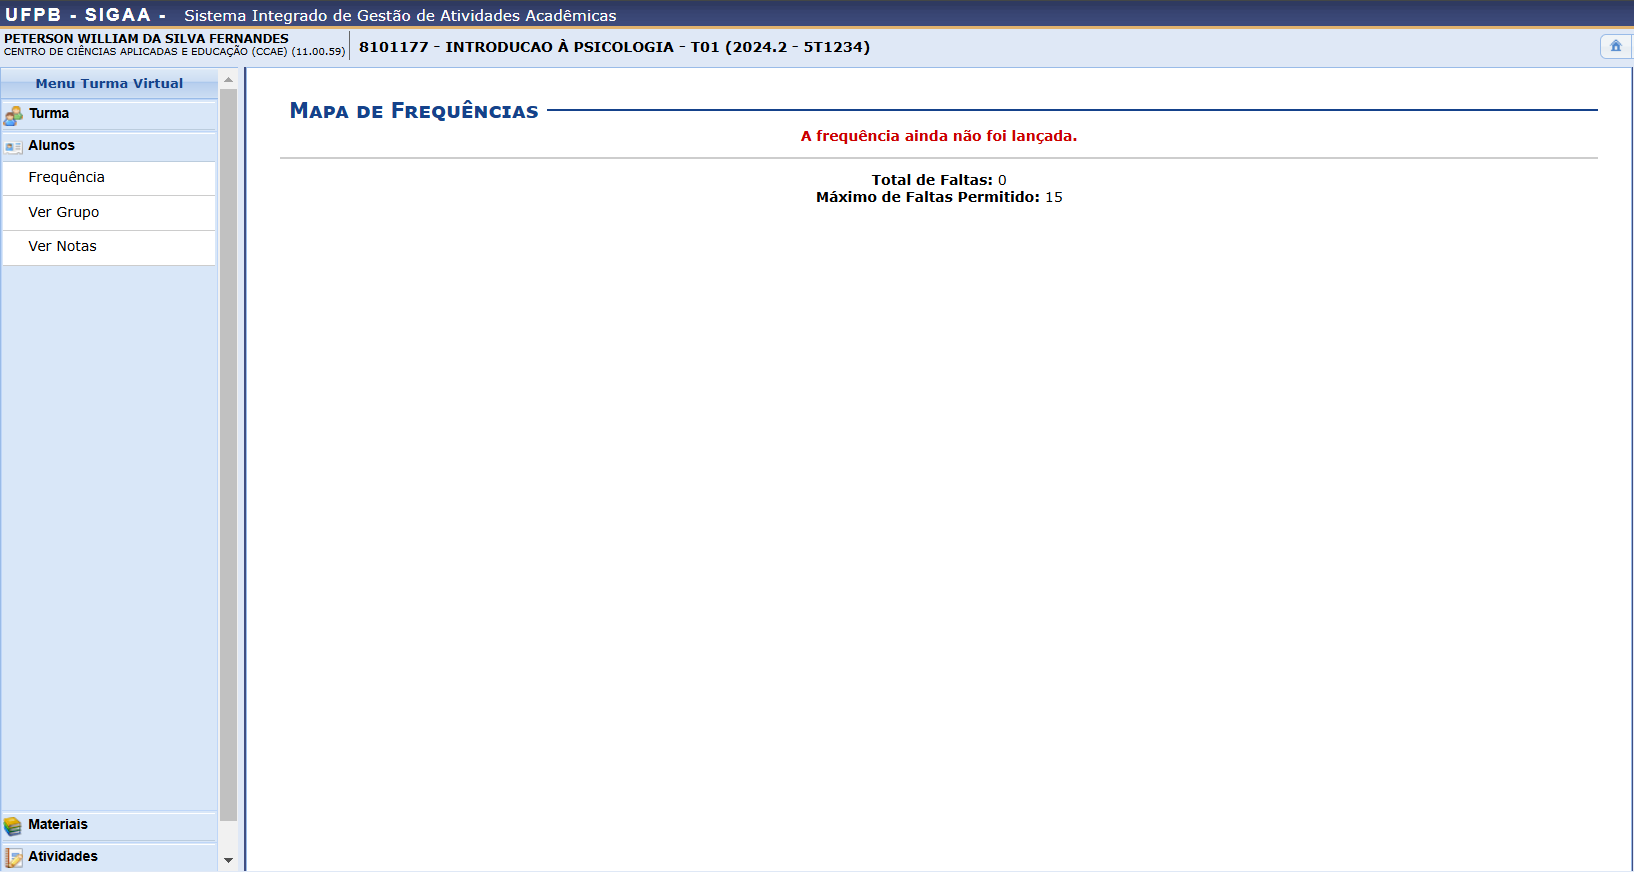 UFPB - SIGAA - Sistema Integrado de Gestão de Atividades Acadêmicas
PETERSON WILLIAM DA SILVA FERNANDES
CENTRO DE CIÊNCIAS APLICADAS E EDUCAÇÃO (CCAE) (11.00.59)
8101177 - INTRODUCAO À PSICOLOGIA - T01 (2024.2 - 5T1234)
Menu Turma Virtual
Turma
Alunos
Frequência
Ver Grupo
Ver Notas
Materiais
Atividades
Mapa de Frequências
A frequência ainda não foi lançada.
Total de Faltas: 0
Máximo de Faltas Permitido: 15